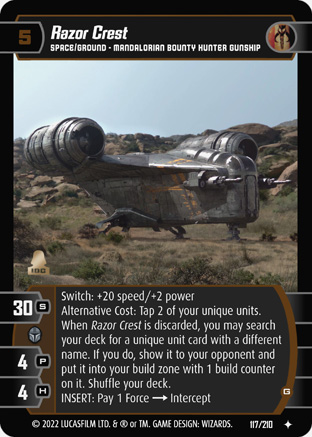 5
Razor Crest
SPACE/GROUND - MANDALORIAN BOUNTY HUNTER GUNSHIP
IDC
30 S
4 P
4 H
Switch: +20 speed/+2 power
Alternative Cost: Tap 2 of your unique units.
When Razor Crest is discarded, you may search
your deck for a unique unit card with a different
name. If you do, show it to your opponent and
put it into your build zone with 1 build counter
on it. Shuffle your deck.
INSERT: Pay 1 Force → Intercept
G
© 2022 LUCASFILM LTD. & ® or TM. GAME DESIGN: WIZARDS.
117/210